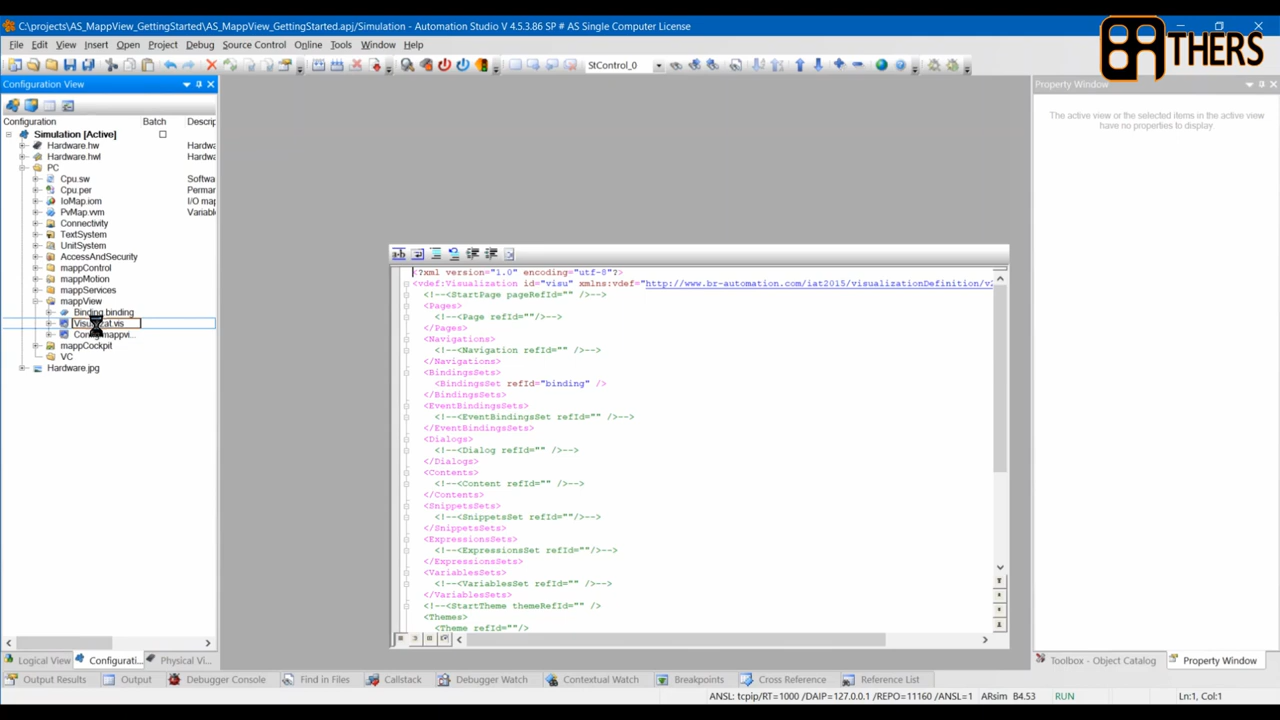 C:\projects\AS_MappView_GettingStarted\AS_MappView_GettingStarted.apj/Simulation - Automation Studio V 4.5.3.86 SP # AS Single Computer License
THERS
File Edit View Insert Open Project Debug Source Control Online Tools Window Help
StControl_0
Configuration View
Property Window
Configuration Batch Descrip
The active view or the selected items in the active view
have no properties to display.
Simulation [Active]
Hardware.hw Hardwa
Hardware.hwl Hardwa
PC
Cpu.sw Softwa
Cpu.per Permar
IoMap.iom I/O map
PvMap.vvm Variabl
Connectivity
TextSystem
UnitSystem
AccessAndSecurity
mappControl
mappMotion
mappServices
mappView
Binding.binding
mappCockpit
VC
Hardware.jpg
<?xml version="1.0" encoding="utf-8"?>
<vdef:Visualization id="visu" xmlns:vdef="http://www.br-automation.com/iat2015/visualizationDefinition/v2
<!--<StartPage pageRefId="" />-->
<Pages>
<!--<Page refId=""/>-->
</Pages>
<Navigations>
<!--<Navigation refId="" />-->
</Navigations>
<BindingsSets>
<BindingsSet refId="binding" />
</BindingsSets>
<EventBindingsSets>
<!--<EventBindingsSet refId="" />-->
</EventBindingsSets>
<Dialogs>
<!--<Dialog refId="" />-->
</Dialogs>
<Contents>
<!--<Content refId="" />-->
</Contents>
<SnippetsSets>
<!--<SnippetsSet refId=""/>-->
</SnippetsSets>
<ExpressionsSets>
<!--<ExpressionsSet refId=""/>-->
</ExpressionsSets>
<VariablesSets>
<!--<VariablesSet refId="" />-->
</VariablesSets>
<!--<StartTheme themeRefId="" />
<Themes>
<Theme refId=""/>
Logical View Configurati... Physical Vi...
Toolbox - Object Catalog Property Window
Output Results Output Debugger Console Find in Files Callstack Debugger Watch Contextual Watch Breakpoints Cross Reference Reference List
ANSL: tcpip/RT=1000 /DAIP=127.0.0.1 /REPO=11160 /ANSL=1 ARsim B4.53 RUN Ln:1, Col:1